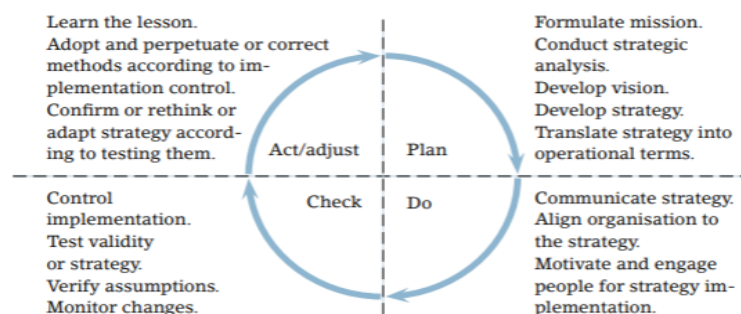 Learn the lesson.
Adopt and perpetuate or correct
methods according to im-
plementation control.
Confirm or rethink or
adapt strategy accord-
ing to testing them.
Act/adjust
Formulate mission.
Conduct strategic
analysis.
Develop vision.
Develop strategy.
Translate strategy into
operational terms.
Plan
Control
implementation.
Test validity
or strategy.
Verify assumptions.
Monitor changes.
Check
Do
Communicate strategy.
Align organisation to
the strategy.
Motivate and engage
people for strategy im-
plementation.